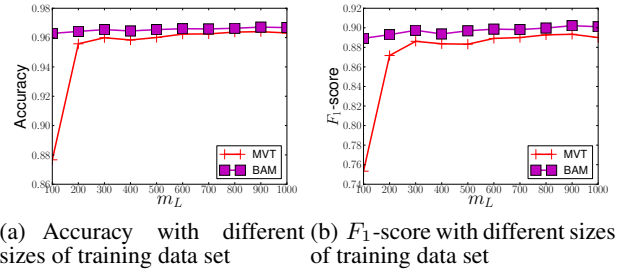 0.98
0.96
0.94
0.92
0.90
0.88
0.86
Accuracy
MVT
BAM
100 200 300 400 500 600 700 800 900 1000
m_L
0.92
0.90
0.88
0.86
0.84
0.82
0.80
0.78
0.76
0.74
F₁-score
MVT
BAM
100 200 300 400 500 600 700 800 900 1000
m_L
(a) Accuracy with different
sizes of training data set
(b) F₁-score with different sizes
of training data set